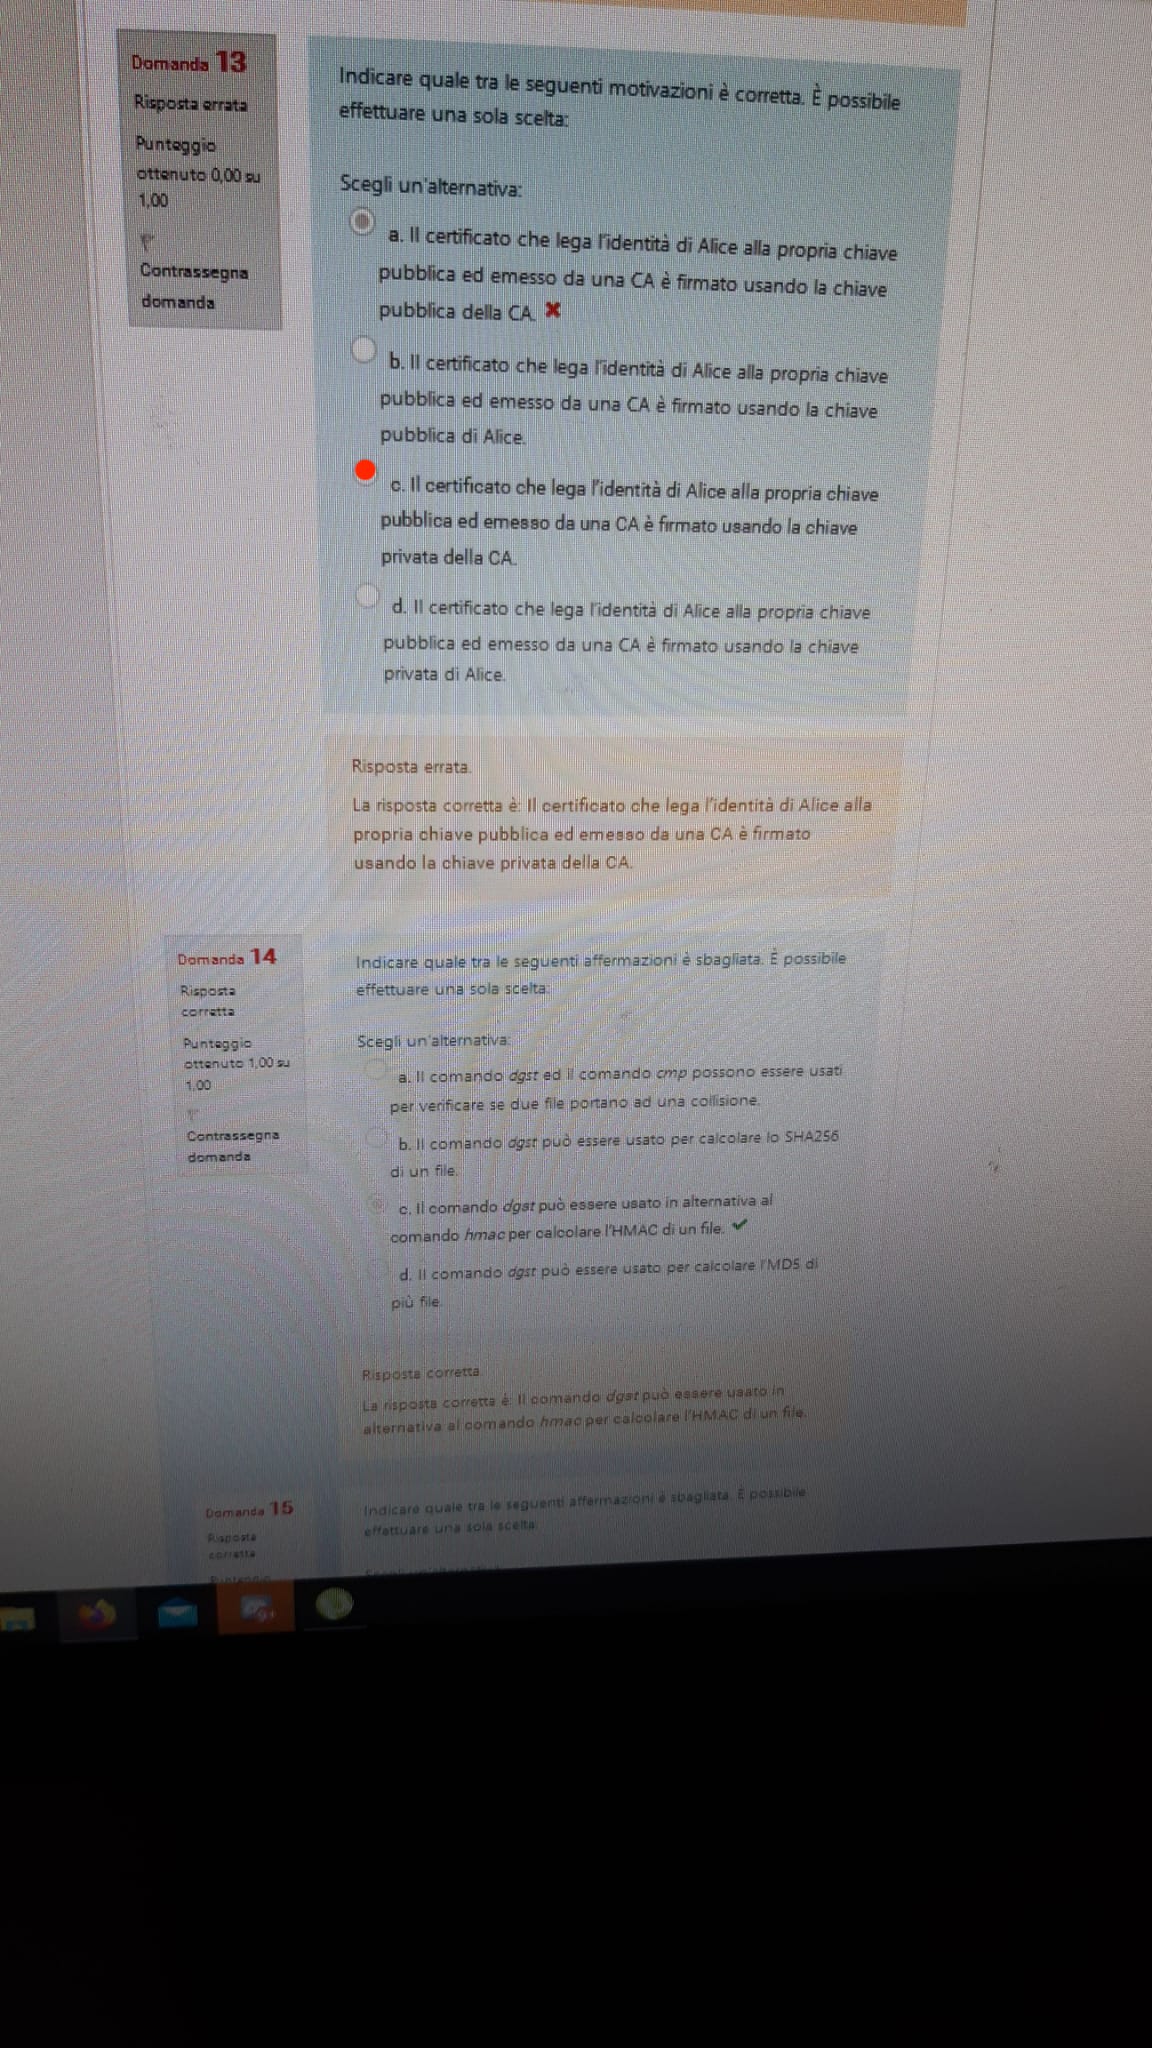 Domanda 13
Risposta errata
Punteggio
ottenuto 0,00 su
1,00
Contrassegna
domanda
Indicare quale tra le seguenti motivazioni è corretta. È possibile
effettuare una sola scelta:
Scegli un'alternativa:
a. Il certificato che lega l'identità di Alice alla propria chiave
pubblica ed emesso da una CA è firmato usando la chiave
pubblica della CA.
b. Il certificato che lega l'identità di Alice alla propria chiave
pubblica ed emesso da una CA è firmato usando la chiave
pubblica di Alice.
c. Il certificato che lega l'identità di Alice alla propria chiave
pubblica ed emesso da una CA è firmato usando la chiave
privata della CA.
d. Il certificato che lega l'identità di Alice alla propria chiave
pubblica ed emesso da una CA è firmato usando la chiave
privata di Alice.
Risposta errata.
La risposta corretta è: Il certificato che lega l'identità di Alice alla
propria chiave pubblica ed emesso da una CA è firmato
usando la chiave privata della CA.
Domanda 14
Risposta
corretta
Punteggio
ottenuto 1,00 su
1,00
Contrassegna
domanda
Indicare quale tra le seguenti affermazioni è sbagliata. È possibile
effettuare una sola scelta:
Scegli un'alternativa:
a. Il comando dgst ed il comando cmp possono essere usati
per verificare se due file portano ad una collisione.
b. Il comando dgst può essere usato per calcolare lo SHA256
di un file.
c. Il comando dgst può essere usato in alternativa al
comando hmac per calcolare l'HMAC di un file.
d. Il comando dgst può essere usato per calcolare l'MD5 di
più file.
Risposta corretta.
La risposta corretta è: Il comando dgst può essere usato in
alternativa al comando hmac per calcolare l'HMAC di un file.
Domanda 15
Risposta
corretta
Punteggio
Indicare quale tra le seguenti affermazioni è sbagliata. È possibile
effettuare una sola scelta:
9+